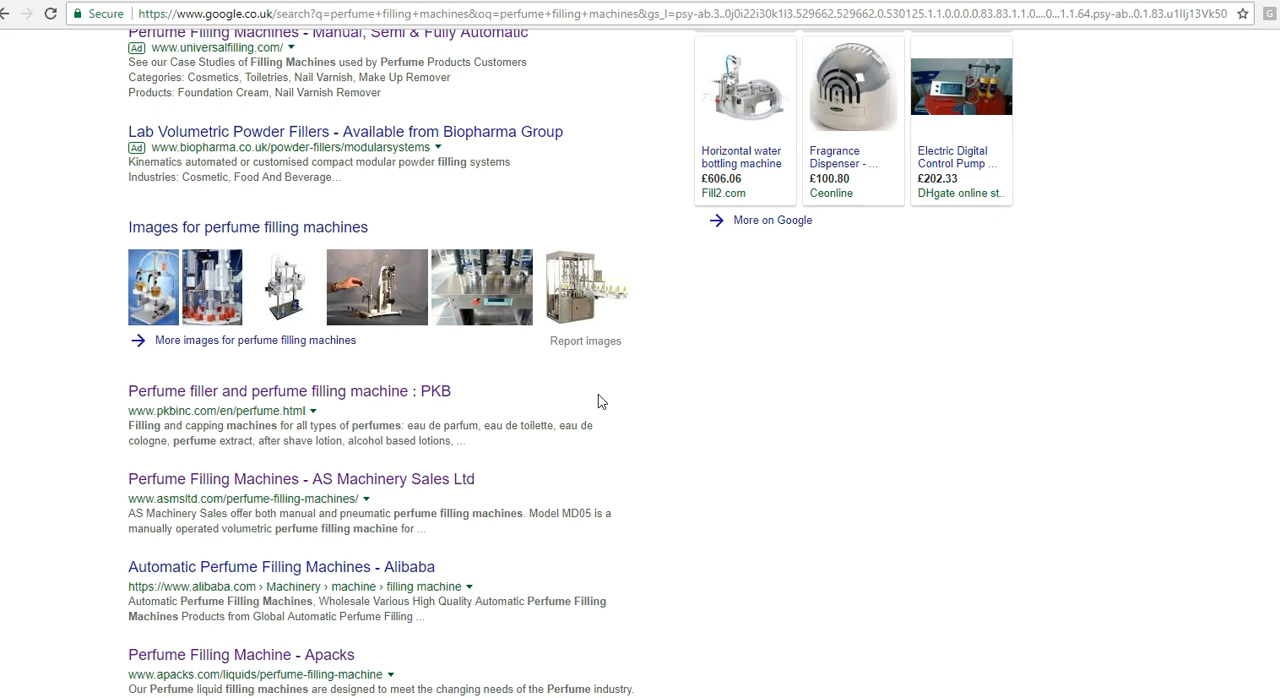 Secure
https://www.google.co.uk/search?q=perfume+filling+machines&oq=perfume+filling+machines&gs_l=psy-ab.3..0j0i22i30k1l3.529662.529662.0.530125.1.1.0.0.0.0.83.83.1.1.0....0...1.1.64.psy-ab..0.1.83.u1lIj13Vk50
G
Perfume Filling Machines - Manual, Semi & Fully Automatic
Ad www.universalfilling.com/
See our Case Studies of Filling Machines used by Perfume Products Customers
Categories: Cosmetics, Toiletries, Nail Varnish, Make Up Remover
Products: Foundation Cream, Nail Varnish Remover
Lab Volumetric Powder Fillers - Available from Biopharma Group
Ad www.biopharma.co.uk/powder-fillers/modularsystems
Kinematics automated or customised compact modular powder filling systems
Industries: Cosmetic, Food And Beverage…
Images for perfume filling machines
More images for perfume filling machines
Report images
Perfume filler and perfume filling machine : PKB
www.pkbinc.com/en/perfume.html
Filling and capping machines for all types of perfumes: eau de parfum, eau de toilette, eau de
cologne, perfume extract, after shave lotion, alcohol based lotions, ...
Perfume Filling Machines - AS Machinery Sales Ltd
www.asmsltd.com/perfume-filling-machines/
AS Machinery Sales offer both manual and pneumatic perfume filling machines. Model MD05 is a
manually operated volumetric perfume filling machine for ...
Automatic Perfume Filling Machines - Alibaba
https://www.alibaba.com › Machinery › machine › filling machine
Automatic Perfume Filling Machines, Wholesale Various High Quality Automatic Perfume Filling
Machines Products from Global Automatic Perfume Filling ...
Perfume Filling Machine - Apacks
www.apacks.com/liquids/perfume-filling-machine
Our Perfume liquid filling machines are designed to meet the changing needs of the Perfume industry.
Horizontal water
bottling machine
£606.06
Fill2.com
Fragrance
Dispenser - ...
£100.80
Ceonline
Electric Digital
Control Pump ...
£202.33
DHgate online st..
More on Google